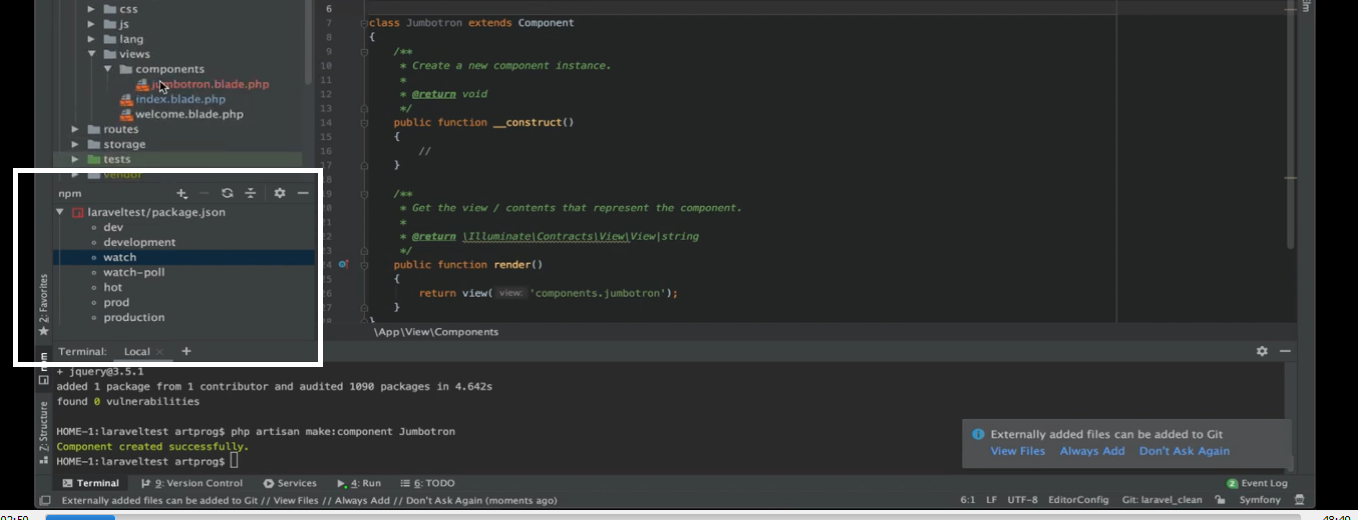 css
js
lang
views
components
jumbotron.blade.php
index.blade.php
welcome.blade.php
routes
storage
tests
vendor
npm
laraveltest/package.json
dev
development
watch
watch-poll
hot
prod
production
2: Favorites
npm
7: Structure
6
7 class Jumbotron extends Component
8 {
9 /**
10 * Create a new component instance.
11 *
12 * @return void
13 */
14 public function __construct()
15 {
16 //
17 }
18
19 /**
20 * Get the view / contents that represent the component.
21 *
22 * @return \Illuminate\Contracts\View\View|string
23 */
24 public function render()
25 {
26 return view( view: 'components.jumbotron');
27 }
28 }
\App\View\Components
Terminal: Local × +
+ jquery@3.5.1
added 1 package from 1 contributor and audited 1090 packages in 4.642s
found 0 vulnerabilities
HOME-1:laraveltest artprog$ php artisan make:component Jumbotron
Component created successfully.
HOME-1:laraveltest artprog$
Externally added files can be added to Git
View Files Always Add Don't Ask Again
Terminal 9: Version Control Services 4: Run 6: TODO 2 Event Log
Externally added files can be added to Git // View Files // Always Add // Don't Ask Again (moments ago) 6:1 LF UTF-8 EditorConfig Git: laravel_clean Symfony